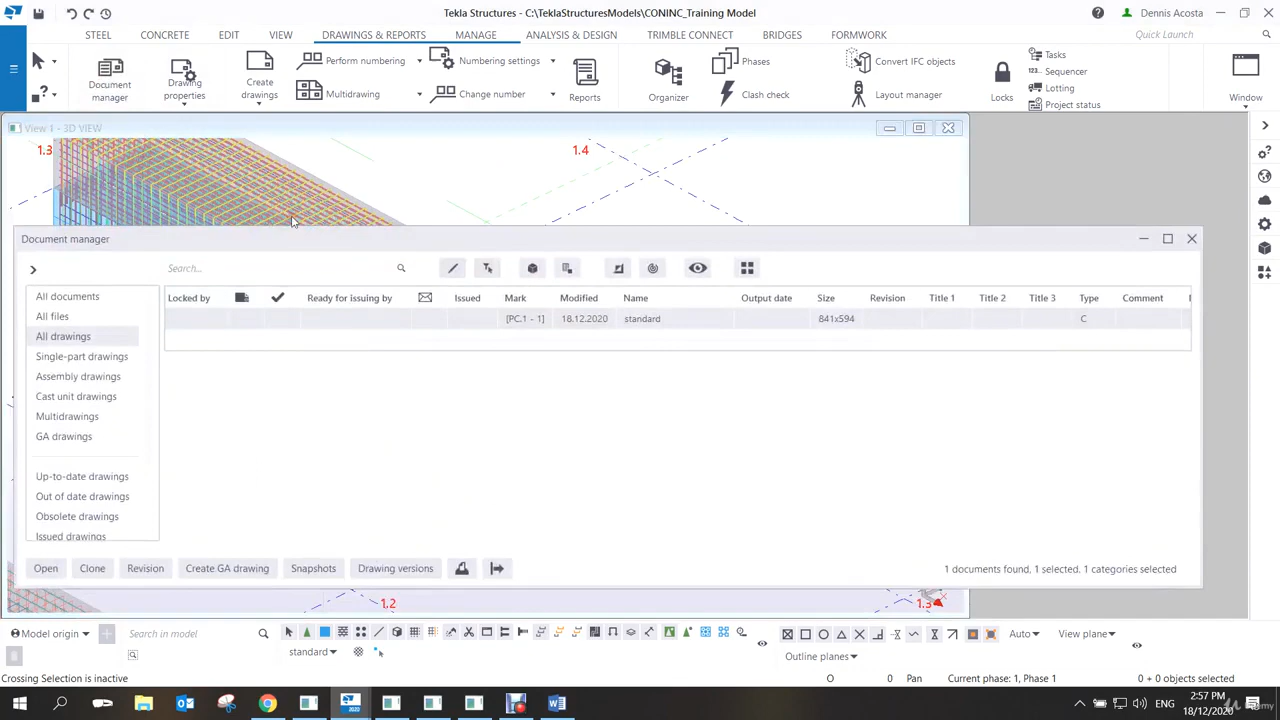 Tekla Structures - C:\TeklaStructuresModels\CONINC_Training Model
Dennis Acosta
STEEL CONCRETE EDIT VIEW DRAWINGS & REPORTS MANAGE ANALYSIS & DESIGN TRIMBLE CONNECT BRIDGES FORMWORK
Quick Launch
Document manager
Drawing properties
Create drawings
Perform numbering
Multidrawing
Numbering settings
Change number
Reports
Organizer
Phases
Clash check
Convert IFC objects
Layout manager
Locks
Tasks
Sequencer
Lotting
Project status
Window
View 1 - 3D VIEW
1.3
1.4
Document manager
Search...
Locked by Ready for issuing by Issued Mark Modified Name Output date Size Revision Title 1 Title 2 Title 3 Type Comment
[PC.1 - 1] 18.12.2020 standard 841x594 C
All documents
All files
All drawings
Single-part drawings
Assembly drawings
Cast unit drawings
Multidrawings
GA drawings
Up-to-date drawings
Out of date drawings
Obsolete drawings
Issued drawings
Open Clone Revision Create GA drawing Snapshots Drawing versions
1 documents found, 1 selected. 1 categories selected
1.2
1.3
Model origin
Search in model
standard
Auto
View plane
Outline planes
Crossing Selection is inactive
O 0 Pan Current phase: 1, Phase 1 0 + 0 objects selected
2020
ENG
2:57 PM
18/12/2020
Udemy